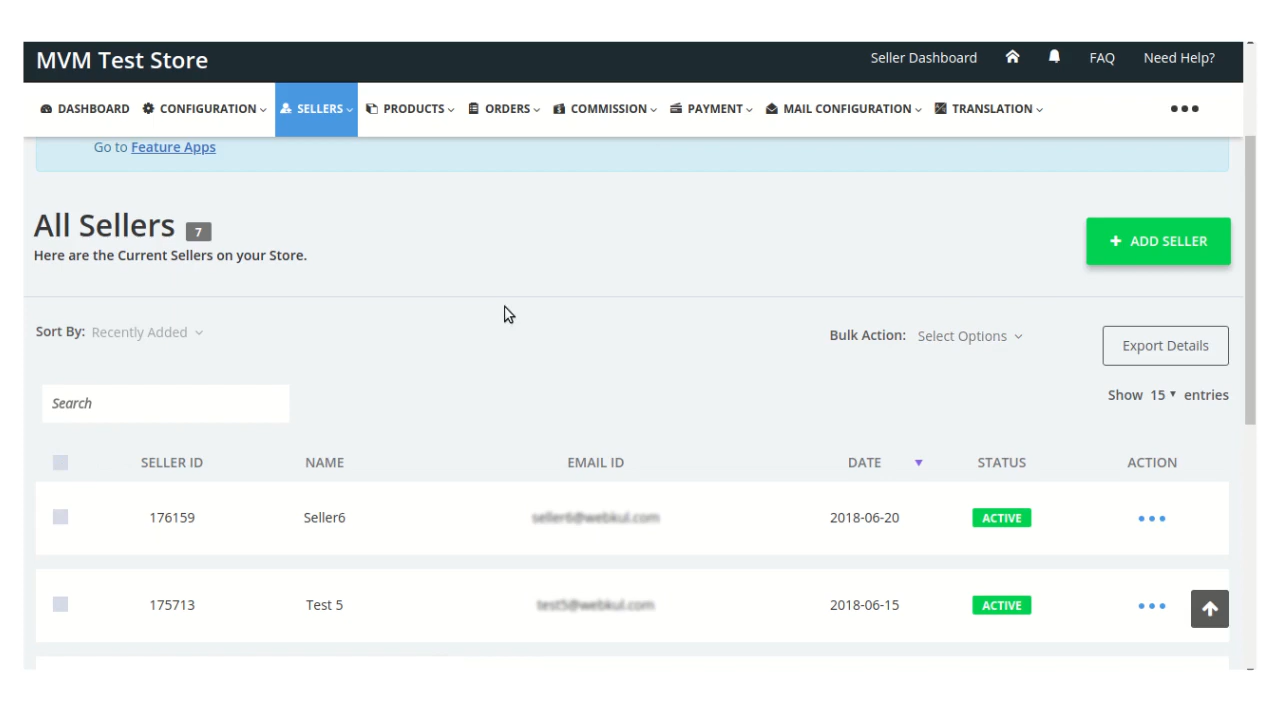 MVM Test Store
Seller Dashboard FAQ Need Help?
DASHBOARD CONFIGURATION SELLERS PRODUCTS ORDERS COMMISSION PAYMENT MAIL CONFIGURATION TRANSLATION
Go to Feature Apps
All Sellers 7
Here are the Current Sellers on your Store.
+ ADD SELLER
Sort By: Recently Added
Bulk Action: Select Options
Export Details
Show 15 entries
Search
SELLER ID NAME EMAIL ID DATE STATUS ACTION
176159 Seller6 2018-06-20 ACTIVE
175713 Test 5 2018-06-15 ACTIVE